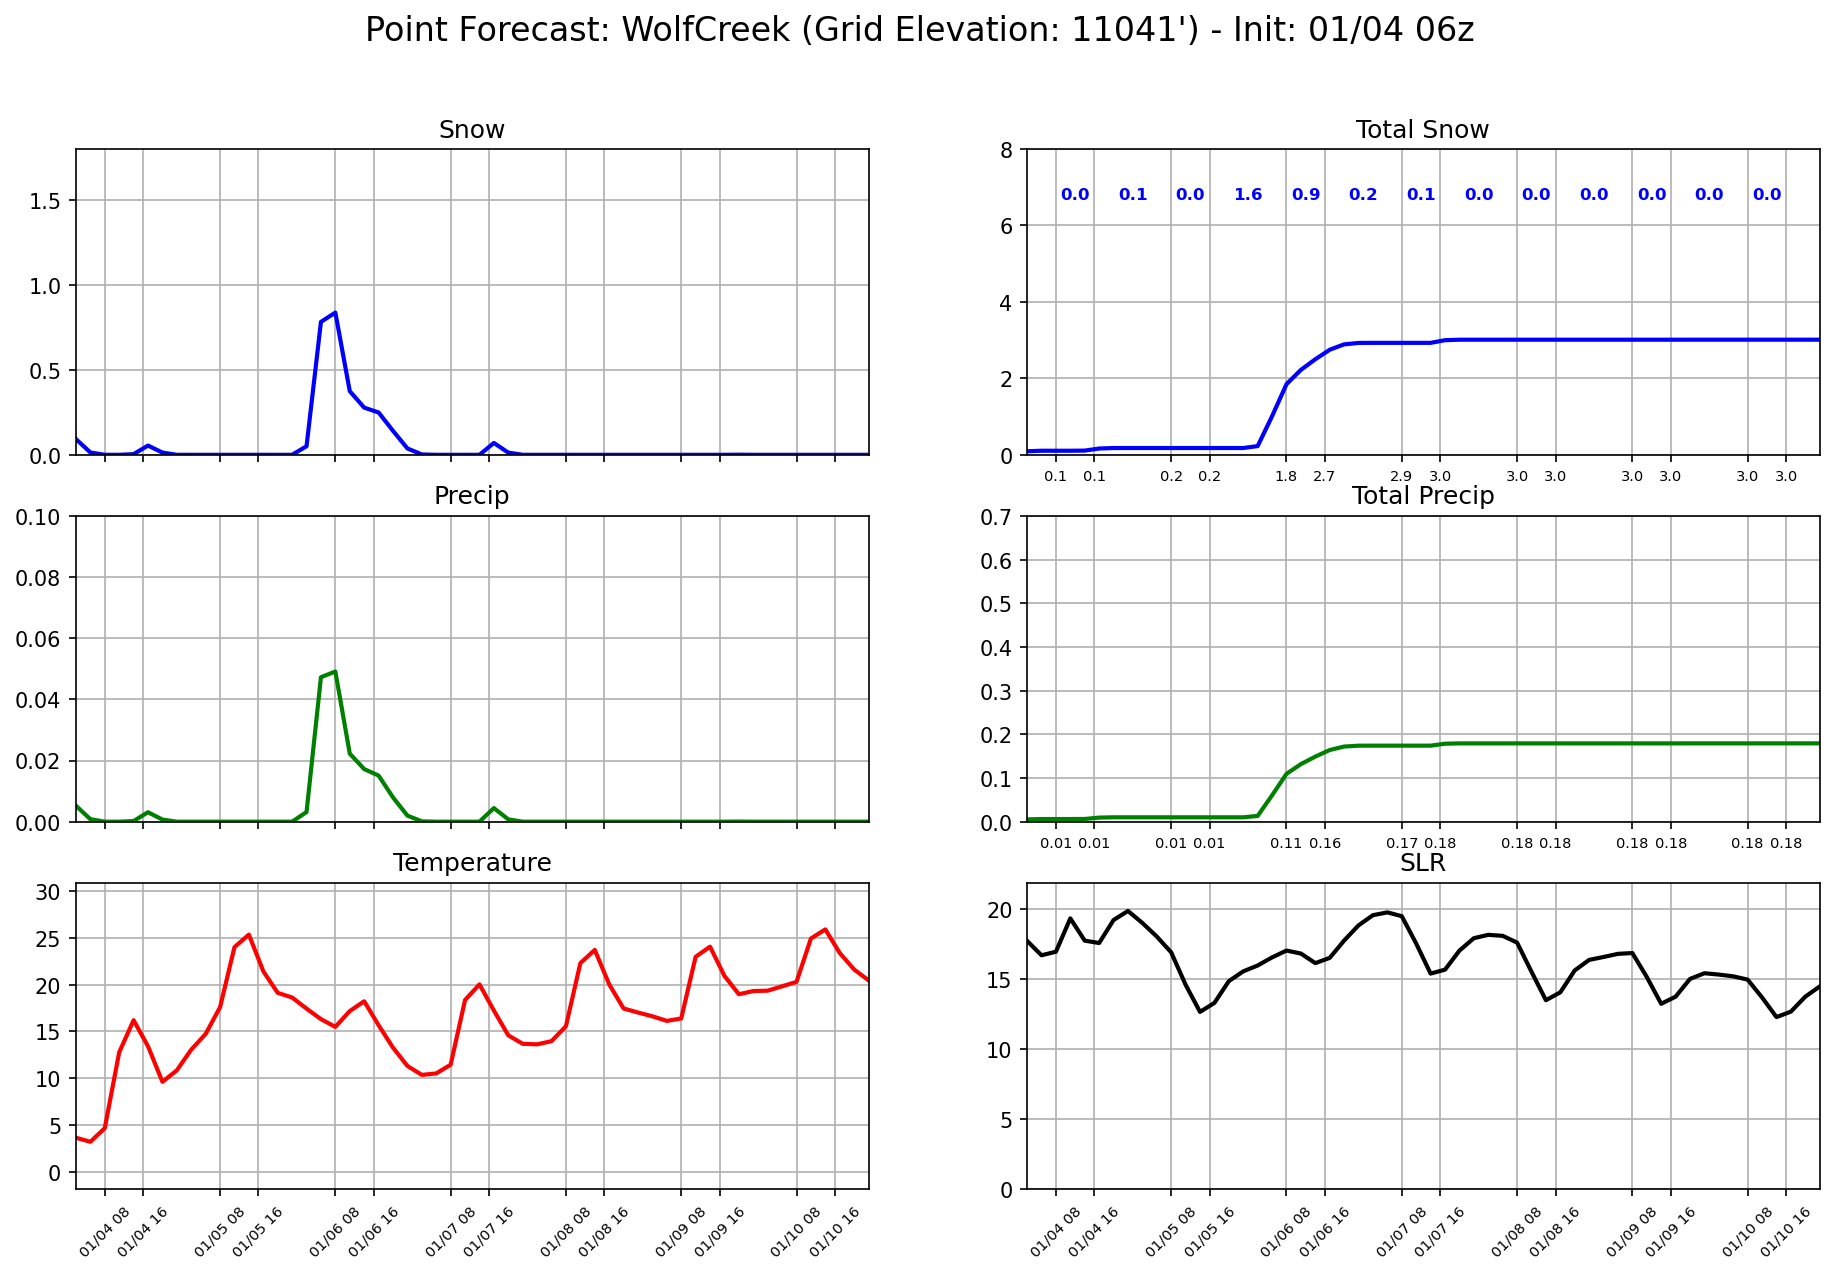 Point Forecast: WolfCreek (Grid Elevation: 11041') - Init: 01/04 06z
Snow
1.5
1.0
0.5
0.0
Total Snow
8
6
4
2
0
0.0 0.1 0.0 1.6 0.9 0.2 0.1 0.0 0.0 0.0 0.0 0.0 0.0
0.1 0.1 0.2 0.2 1.8 2.7 2.9 3.0 3.0 3.0 3.0 3.0 3.0 3.0
Precip
0.10
0.08
0.06
0.04
0.02
0.00
Total Precip
0.7
0.6
0.5
0.4
0.3
0.2
0.1
0.0
0.01 0.01 0.01 0.01 0.11 0.16 0.17 0.18 0.18 0.18 0.18 0.18 0.18 0.18
Temperature
30
25
20
15
10
5
0
01/04 08 01/04 16 01/05 08 01/05 16 01/06 08 01/06 16 01/07 08 01/07 16 01/08 08 01/08 16 01/09 08 01/09 16 01/10 08 01/10 16
SLR
20
15
10
5
0
01/04 08 01/04 16 01/05 08 01/05 16 01/06 08 01/06 16 01/07 08 01/07 16 01/08 08 01/08 16 01/09 08 01/09 16 01/10 08 01/10 16